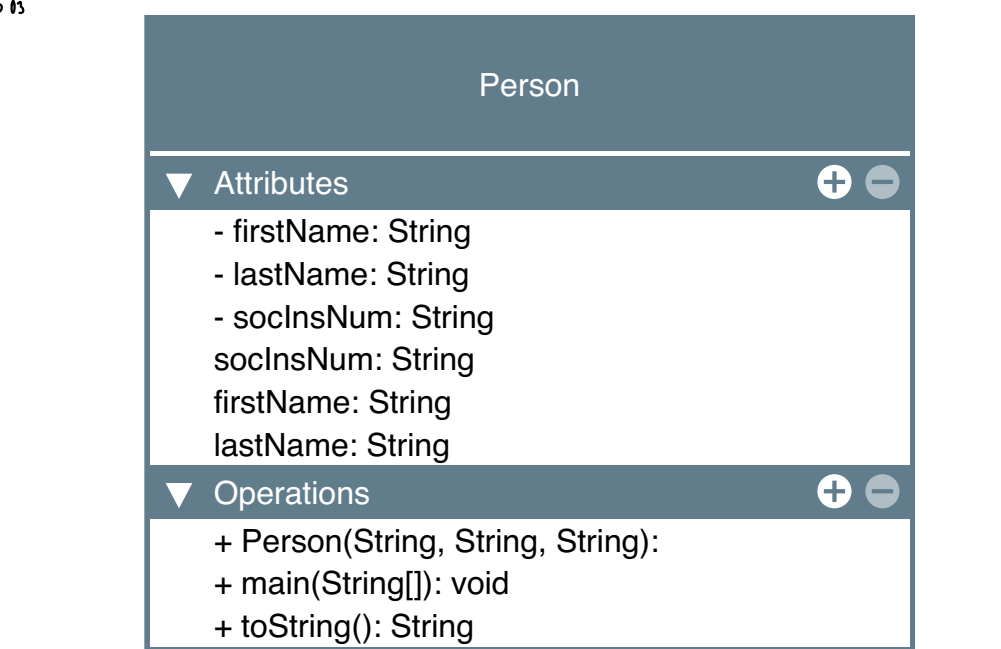 Person
Attributes
- firstName: String
- lastName: String
- socInsNum: String
socInsNum: String
firstName: String
lastName: String
Operations
+ Person(String, String, String):
+ main(String[]): void
+ toString(): String